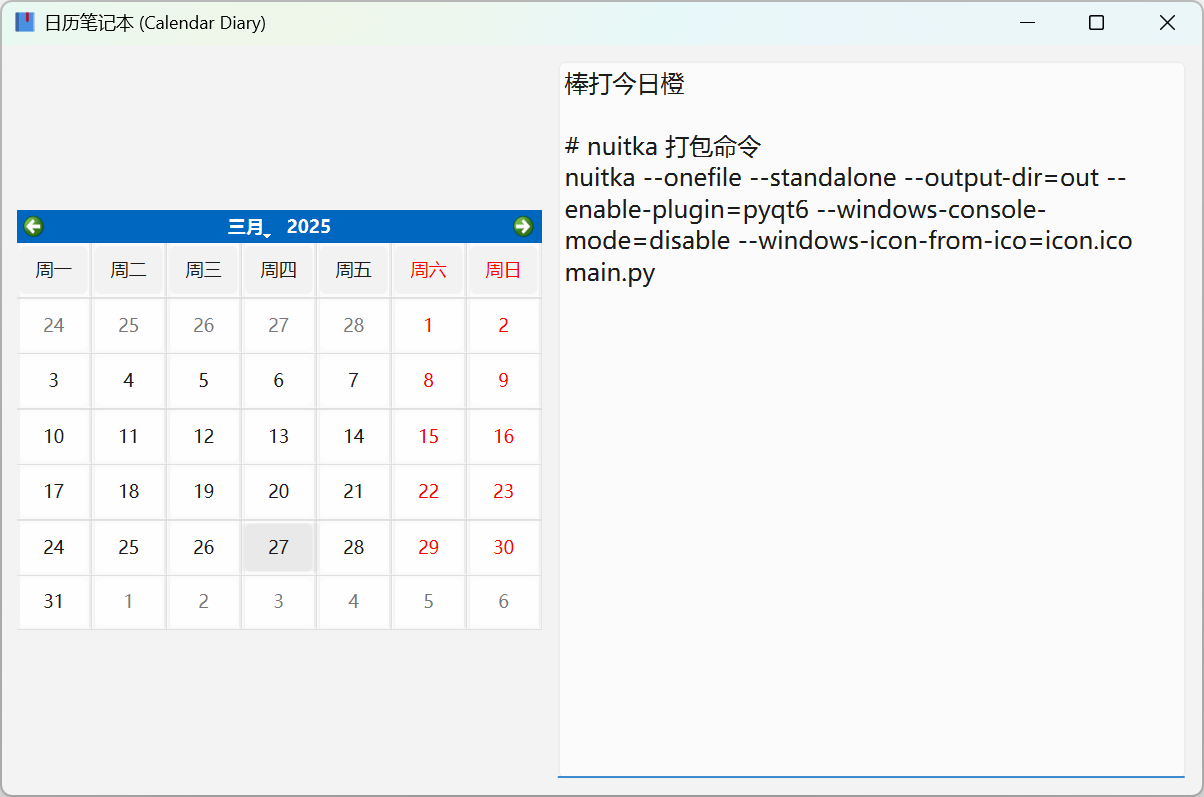 日历笔记本 (Calendar Diary)
三月 2025
周一 周二 周三 周四 周五 周六 周日
24 25 26 27 28 1 2
3 4 5 6 7 8 9
10 11 12 13 14 15 16
17 18 19 20 21 22 23
24 25 26 27 28 29 30
31 1 2 3 4 5 6
棒打今日橙

# nuitka 打包命令
nuitka --onefile --standalone --output-dir=out --
enable-plugin=pyqt6 --windows-console-
mode=disable --windows-icon-from-ico=icon.ico
main.py